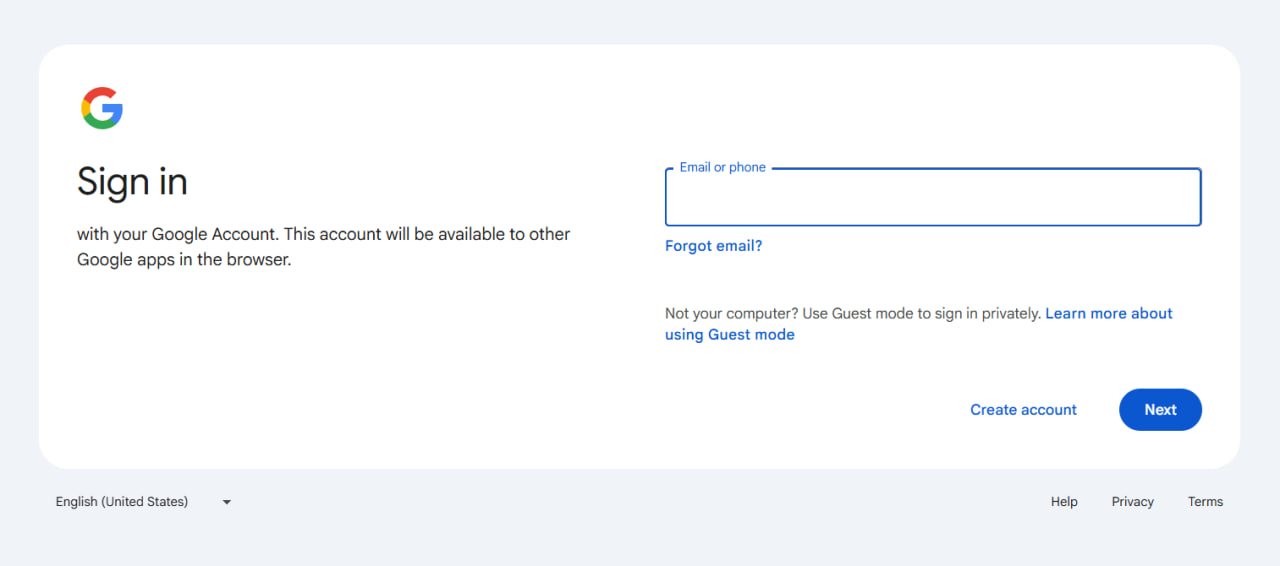 Sign in
with your Google Account. This account will be available to other
Google apps in the browser.
Email or phone
Forgot email?
Not your computer? Use Guest mode to sign in privately. Learn more about
using Guest mode
Create account
Next
English (United States)
Help
Privacy
Terms